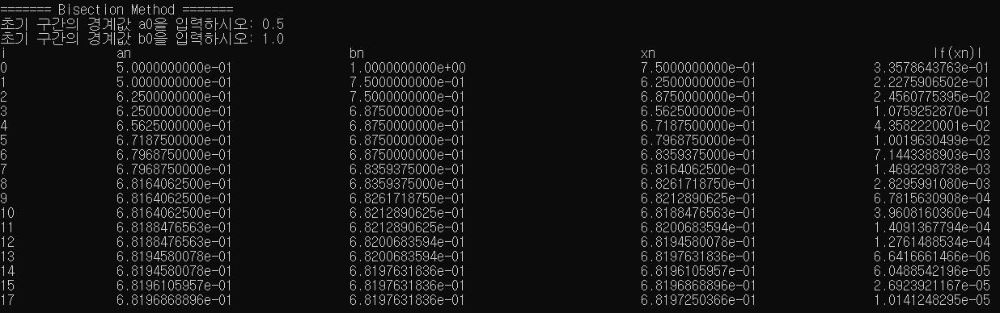 ======= Bisection Method =======
초기 구간의 경계값 a0을 입력하시오: 0.5
초기 구간의 경계값 b0을 입력하시오: 1.0
i an bn xn |f(xn)|
0 5.0000000000e-01 1.0000000000e+00 7.5000000000e-01 3.3578643763e-01
1 5.0000000000e-01 7.5000000000e-01 6.2500000000e-01 2.2275906502e-01
2 6.2500000000e-01 7.5000000000e-01 6.8750000000e-01 2.4560775395e-02
3 6.2500000000e-01 6.8750000000e-01 6.5625000000e-01 1.0759252870e-01
4 6.5625000000e-01 6.8750000000e-01 6.7187500000e-01 4.3582220001e-02
5 6.7187500000e-01 6.8750000000e-01 6.7968750000e-01 1.0019630499e-02
6 6.7968750000e-01 6.8750000000e-01 6.8359375000e-01 7.1443388903e-03
7 6.7968750000e-01 6.8359375000e-01 6.8164062500e-01 1.4693298738e-03
8 6.8164062500e-01 6.8359375000e-01 6.8261718750e-01 2.8295991080e-03
9 6.8164062500e-01 6.8261718750e-01 6.8212890625e-01 6.7815630908e-04
10 6.8164062500e-01 6.8212890625e-01 6.8188476563e-01 3.9608160360e-04
11 6.8188476563e-01 6.8212890625e-01 6.8200683594e-01 1.4091367794e-04
12 6.8188476563e-01 6.8200683594e-01 6.8194580078e-01 1.2761488534e-04
13 6.8194580078e-01 6.8200683594e-01 6.8197631836e-01 6.6416661466e-06
14 6.8194580078e-01 6.8197631836e-01 6.8196105957e-01 6.0488542196e-05
15 6.8196105957e-01 6.8197631836e-01 6.8196868896e-01 2.6923921167e-05
17 6.8196868896e-01 6.8197631836e-01 6.8197250366e-01 1.0141248295e-05